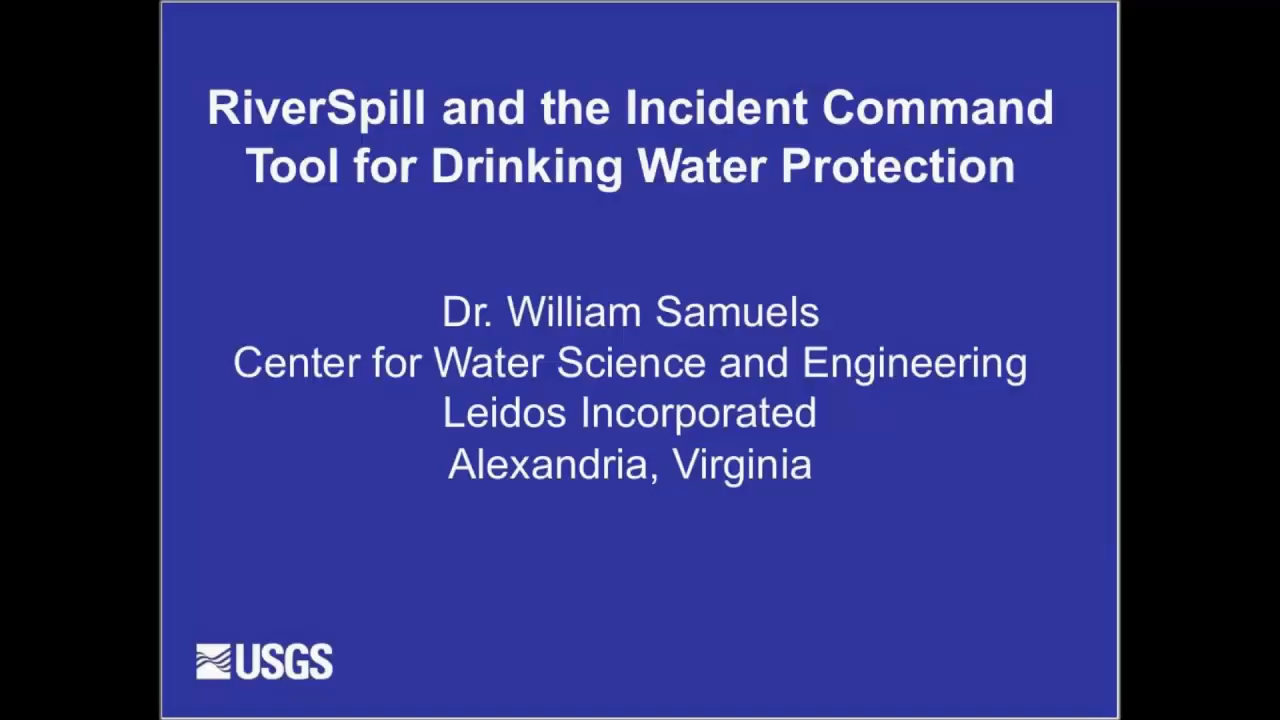 RiverSpill and the Incident Command
Tool for Drinking Water Protection
Dr. William Samuels
Center for Water Science and Engineering
Leidos Incorporated
Alexandria, Virginia
USGS